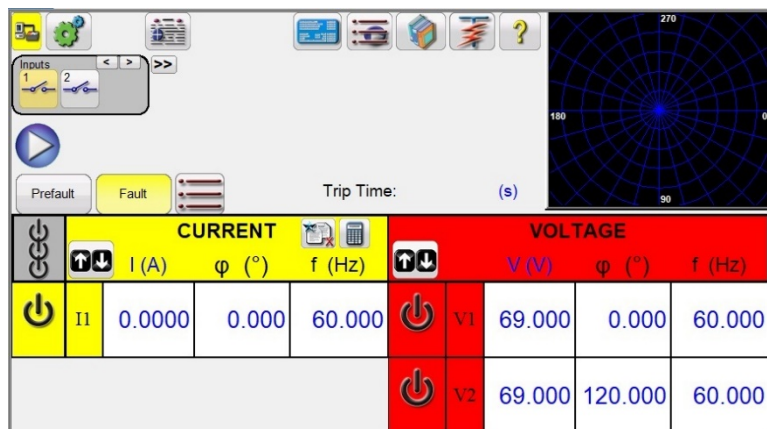 270
Inputs < > >>
1 2
180 0
Prefault Fault Trip Time: (s)
90
CURRENT VOLTAGE
I (A) φ (°) f (Hz) V (V) φ (°) f (Hz)
I1 0.0000 0.000 60.000 V1 69.000 0.000 60.000
V2 69.000 120.000 60.000